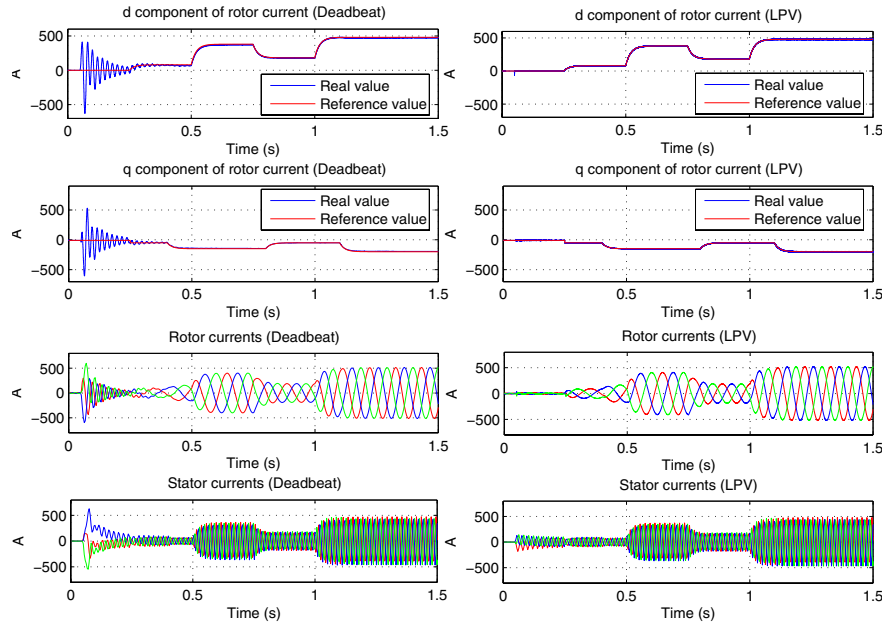 d component of rotor current (Deadbeat)
500
0
−500
A
Real value
Reference value
0
0.5
1
1.5
Time (s)
d component of rotor current (LPV)
500
0
−500
A
Real value
Reference value
0
0.5
1
1.5
Time (s)
q component of rotor current (Deadbeat)
500
0
−500
A
Real value
Reference value
0
0.5
1
1.5
Time (s)
q component of rotor current (LPV)
500
0
−500
A
Real value
Reference value
0
0.5
1
1.5
Time (s)
Rotor currents (Deadbeat)
500
0
−500
A
0
0.5
1
1.5
Time (s)
Rotor currents (LPV)
500
0
−500
A
0
0.5
1
1.5
Time (s)
Stator currents (Deadbeat)
500
0
−500
A
0
0.5
1
1.5
Time (s)
Stator currents (LPV)
500
0
−500
A
0
0.5
1
1.5
Time (s)